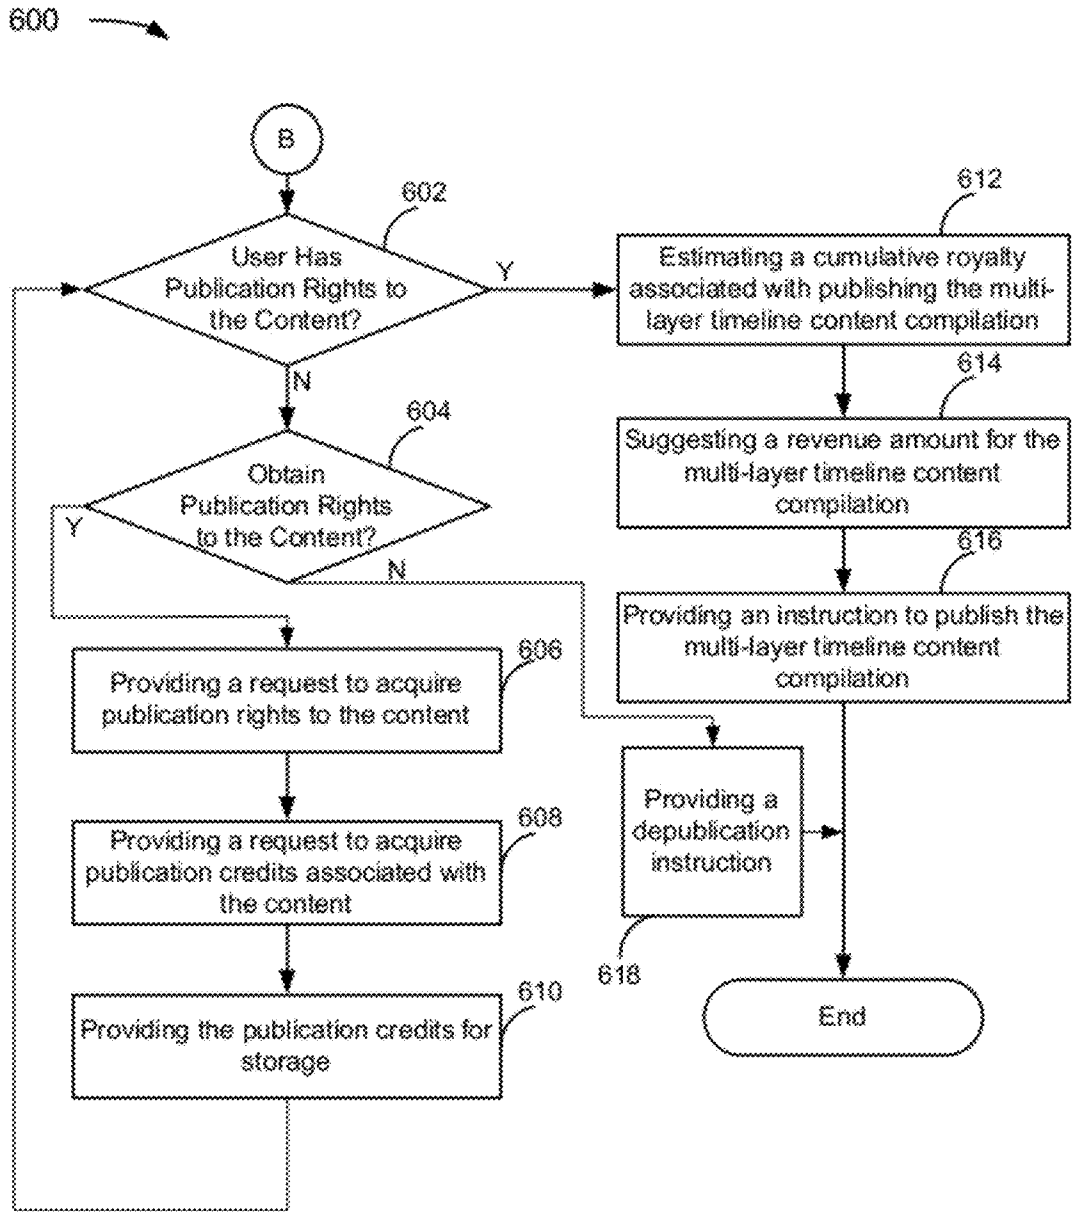 600
B
602
User Has
Publication Rights to
the Content?
Y
N
604
Obtain
Publication Rights
to the Content?
Y
N
606
Providing a request to acquire
publication rights to the content
608
Providing a request to acquire
publication credits associated with
the content
610
Providing the publication credits for
storage
612
Estimating a cumulative royalty
associated with publishing the multi-
layer timeline content compilation
614
Suggesting a revenue amount for the
multi-layer timeline content
compilation
616
Providing an instruction to publish the
multi-layer timeline content
compilation
Providing a
depublication
instruction
618
End